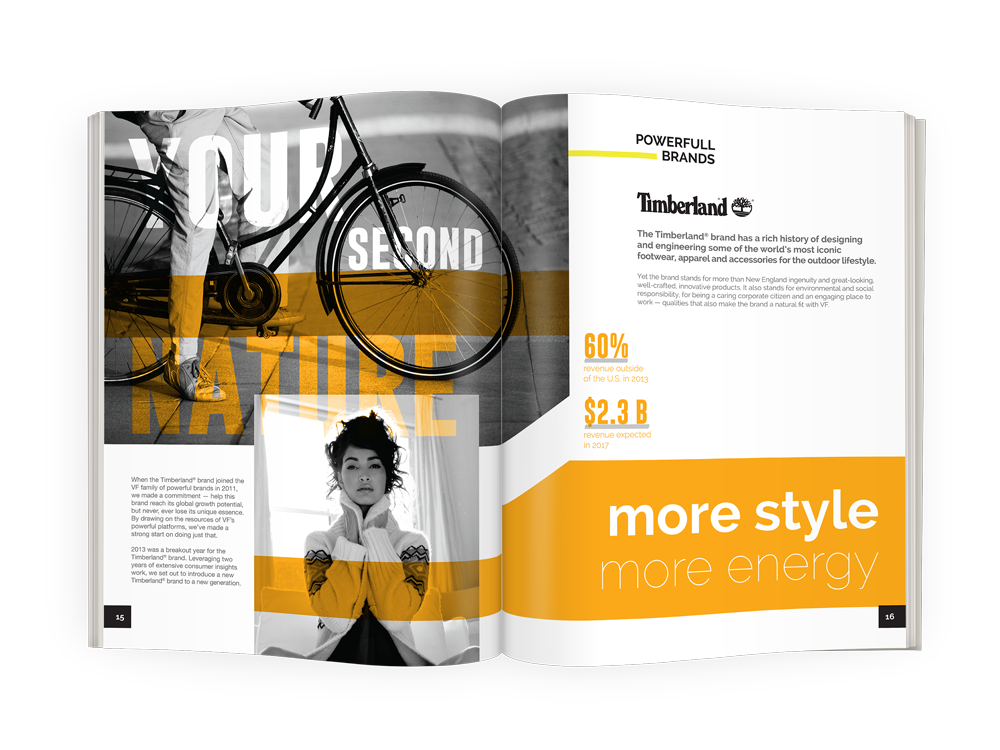 YOUR
SECOND
NATURE
When the Timberland® brand joined the
VF family of powerful brands in 2011,
we made a commitment — help this
brand reach its global growth potential,
but never, ever lose its unique essence.
By drawing on the resources of VF's
powerful platforms, we've made a
strong start on doing just that.
2013 was a breakout year for the
Timberland® brand. Leveraging two
years of extensive consumer insights
work, we set out to introduce a new
Timberland® brand to a new generation.
15
POWERFULL
BRANDS
Timberland
The Timberland® brand has a rich history of designing
and engineering some of the world's most iconic
footwear, apparel and accessories for the outdoor lifestyle.
Yet the brand stands for more than New England ingenuity and great-looking,
well-crafted, innovative products. It also stands for environmental and social
responsibility, for being a caring corporate citizen and an engaging place to
work — qualities that also make the brand a natural fit with VF.
60%
revenue outside
of the U.S. in 2013
$2.3 B
revenue expected
in 2017
more style
more energy
16